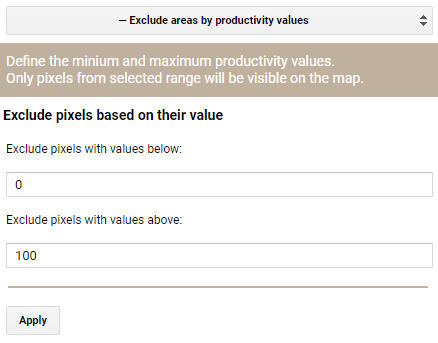 — Exclude areas by productivity values
Define the minium and maximum productivity values.
Only pixels from selected range will be visible on the map.
Exclude pixels based on their value
Exclude pixels with values below:
0
Exclude pixels with values above:
100
Apply